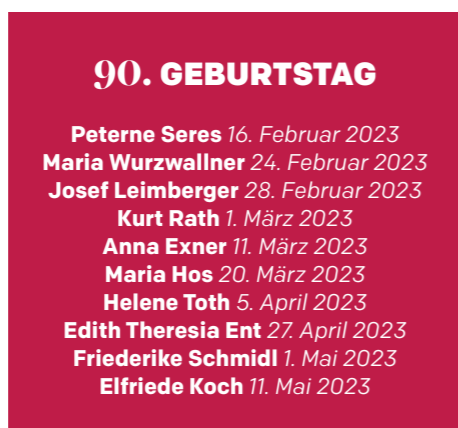 90. GEBURTSTAG
Peterne Seres 16. Februar 2023
Maria Wurzwallner 24. Februar 2023
Josef Leimberger 28. Februar 2023
Kurt Rath 1. März 2023
Anna Exner 11. März 2023
Maria Hos 20. März 2023
Helene Toth 5. April 2023
Edith Theresia Ent 27. April 2023
Friederike Schmidl 1. Mai 2023
Elfriede Koch 11. Mai 2023